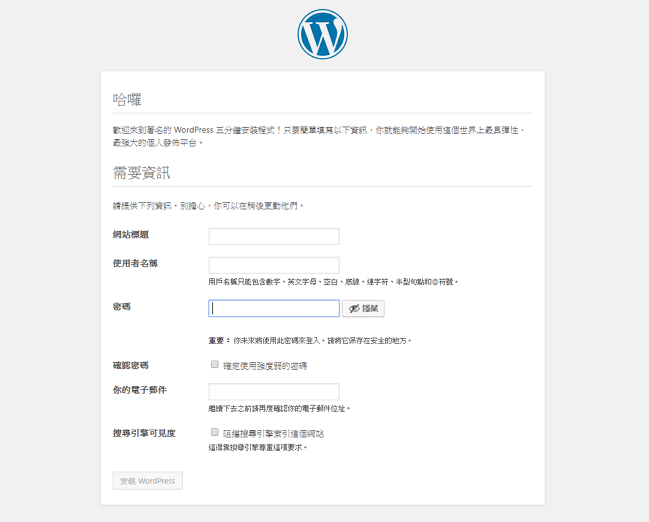 哈囉
歡迎來到著名的 WordPress 五分鐘安裝程式！只要簡單填寫以下資訊，你就能夠開始使用這個世界上最具彈性、
最強大的個人發佈平台。
需要資訊
請提供下列資訊。別擔心，你可以在稍後更動他們。
網站標題
使用者名稱
用戶名稱只能包含數字、英文字母、空白、底線、連字符、半型句點和@符號。
密碼
隱藏
重要： 你未來將使用此密碼來登入。請將它保存在安全的地方。
確認密碼
確定使用強度弱的密碼
你的電子郵件
繼續下去之前請再度確認你的電子郵件位址。
搜尋引擎可見度
阻擋搜尋引擎索引這個網站
這得靠搜尋引擎尊重這項要求。
安裝 WordPress